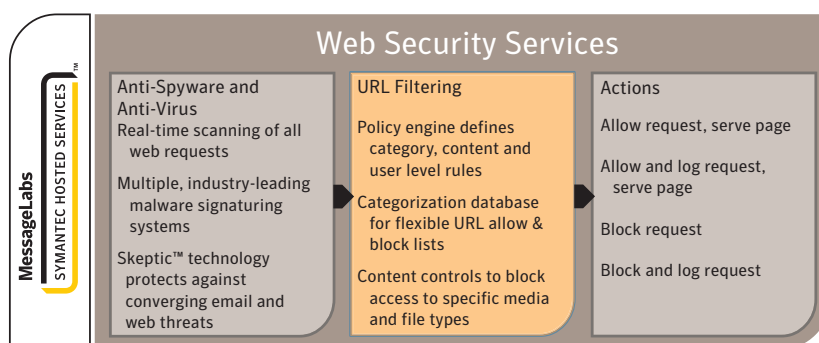 MessageLabs
SYMANTEC HOSTED SERVICES™
Web Security Services
Anti-Spyware and
Anti-Virus
Real-time scanning of all
web requests
Multiple, industry-leading
malware signaturing
systems
Skeptic™ technology
protects against
converging email and
web threats
URL Filtering
Policy engine defines
category, content and
user level rules
Categorization database
for flexible URL allow &
block lists
Content controls to block
access to specific media
and file types
Actions
Allow request, serve page
Allow and log request,
serve page
Block request
Block and log request